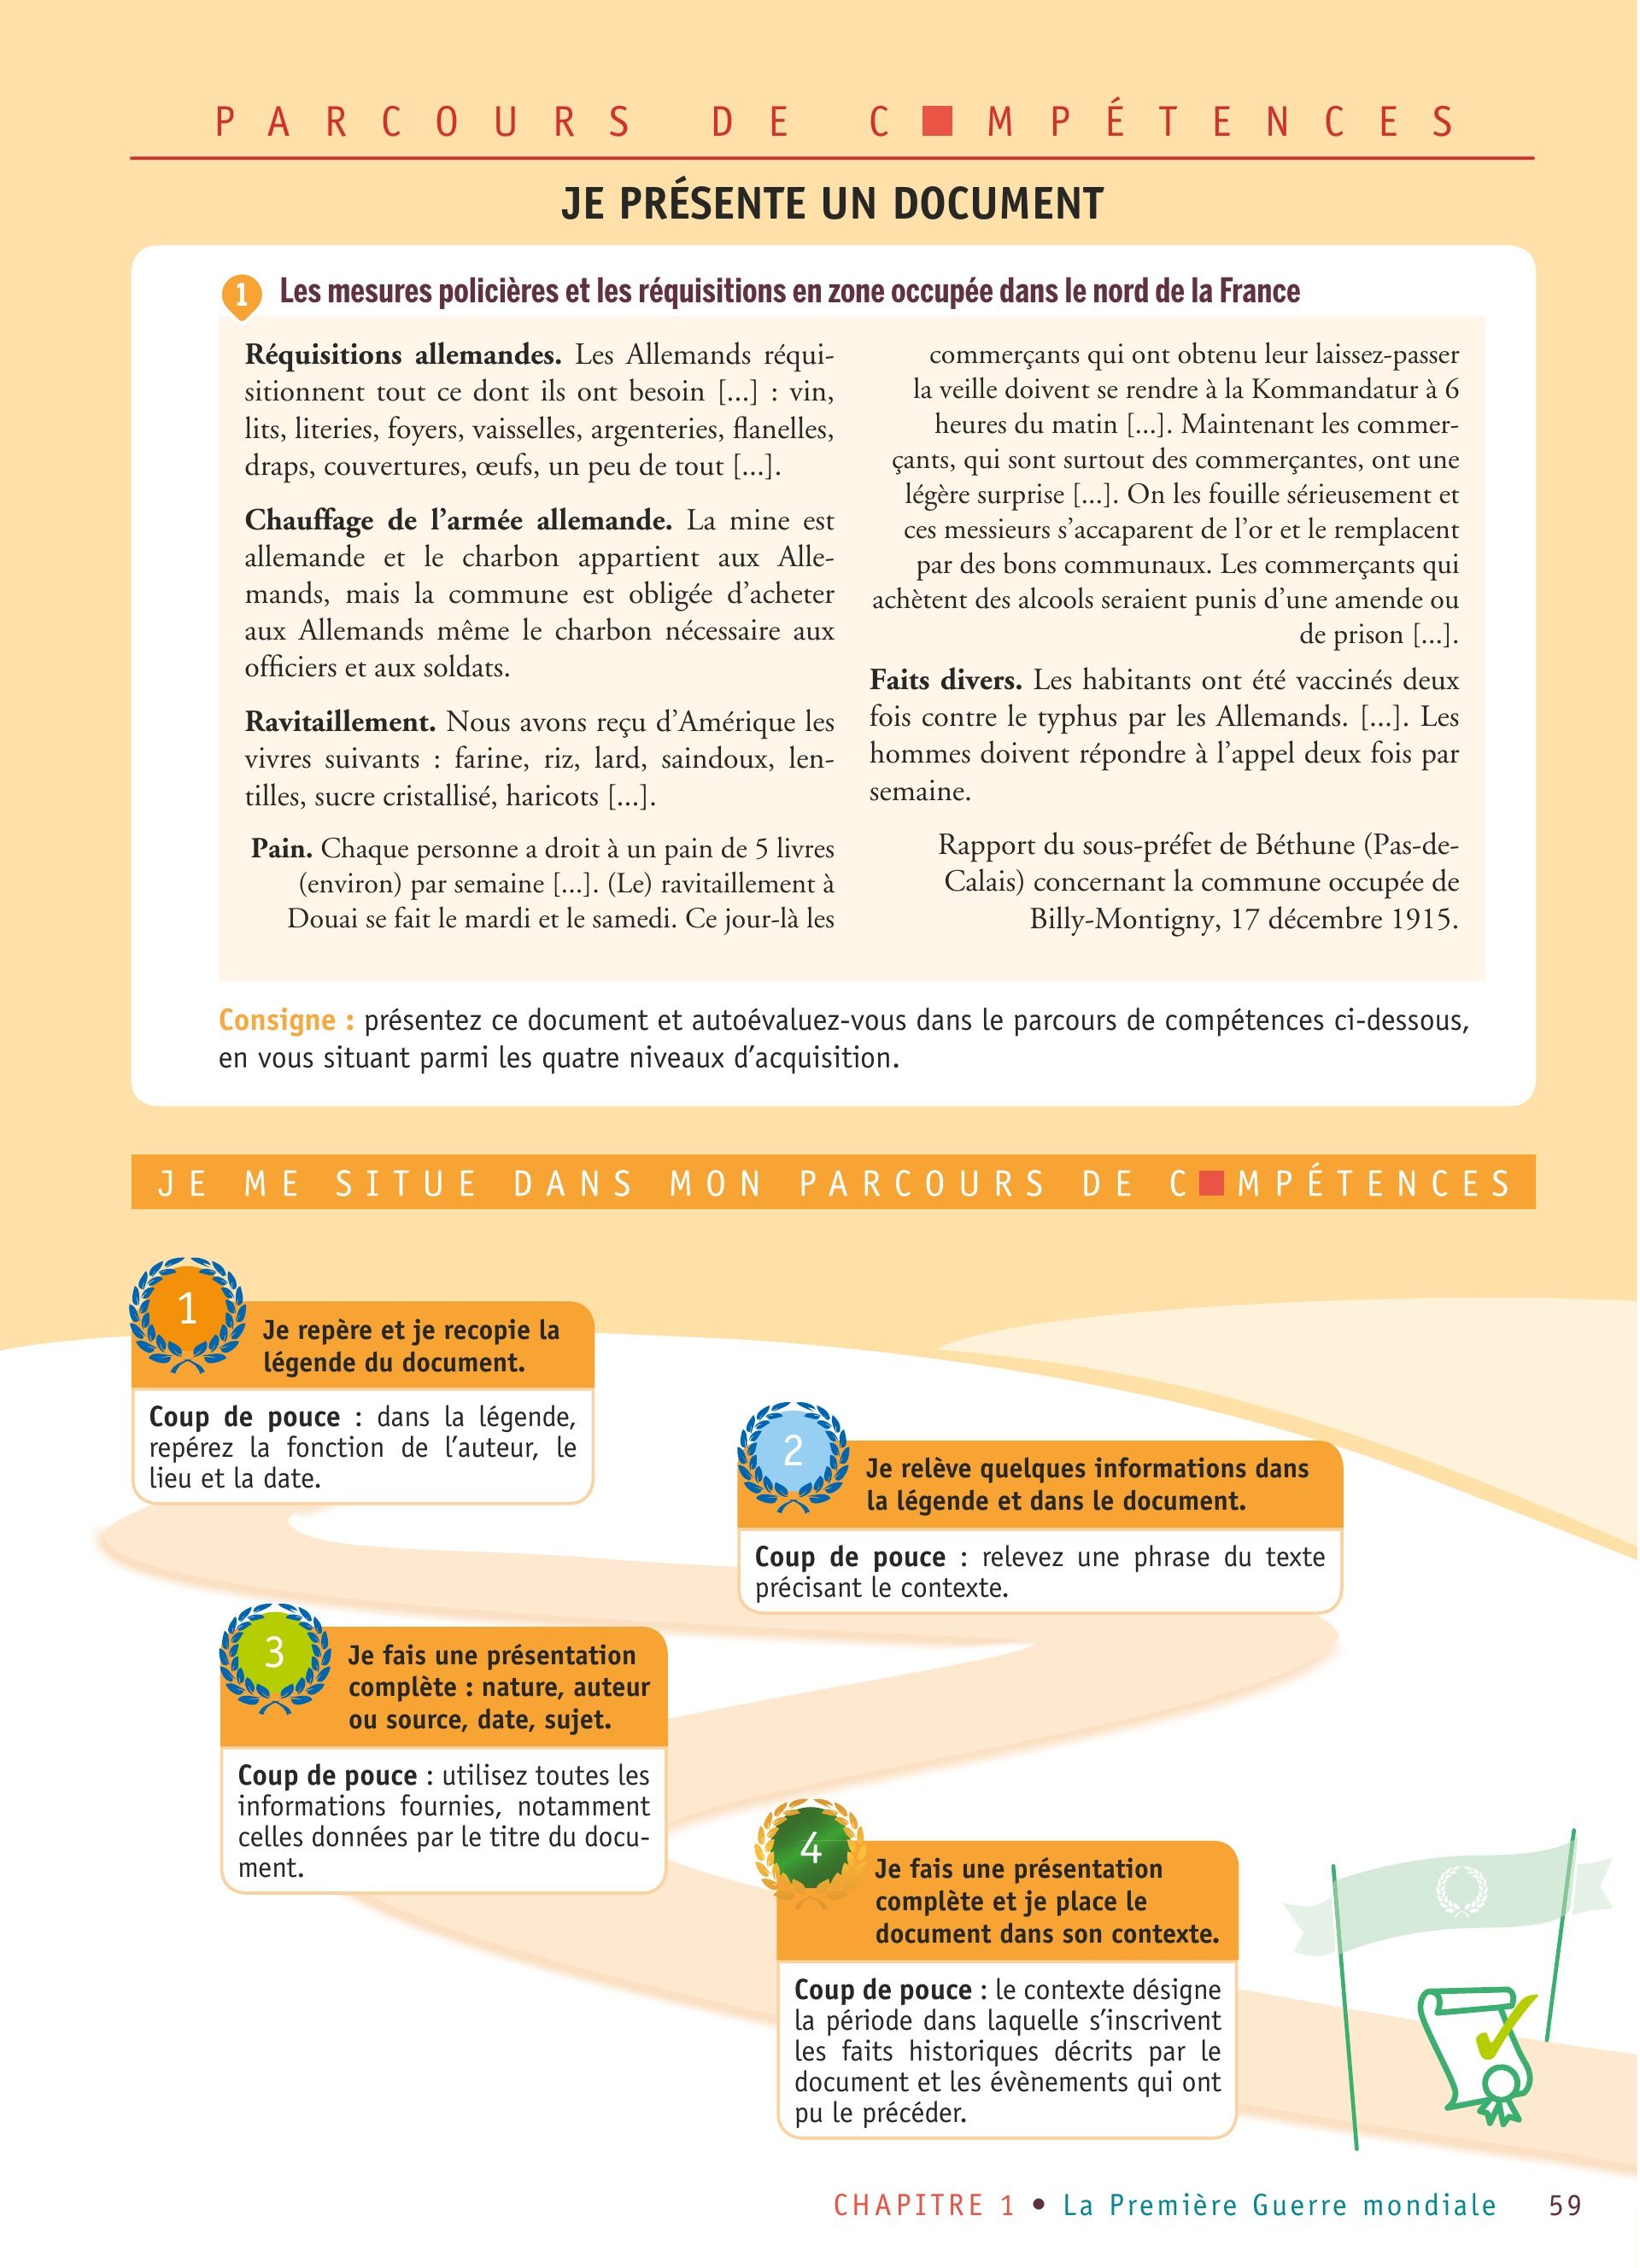 PARCOURS DE C■MPÉTENCES
JE PRÉSENTE UN DOCUMENT
1 Les mesures policières et les réquisitions en zone occupée dans le nord de la France
Réquisitions allemandes. Les Allemands réqui-
sitionnent tout ce dont ils ont besoin [...] : vin,
lits, literies, foyers, vaisselles, argenteries, flanelles,
draps, couvertures, œufs, un peu de tout [...].
Chauffage de l'armée allemande. La mine est
allemande et le charbon appartient aux Alle-
mands, mais la commune est obligée d'acheter
aux Allemands même le charbon nécessaire aux
officiers et aux soldats.
Ravitaillement. Nous avons reçu d'Amérique les
vivres suivants : farine, riz, lard, saindoux, len-
tilles, sucre cristallisé, haricots [...].
Pain. Chaque personne a droit à un pain de 5 livres
(environ) par semaine [...]. (Le) ravitaillement à
Douai se fait le mardi et le samedi. Ce jour-là les
commerçants qui ont obtenu leur laissez-passer
la veille doivent se rendre à la Kommandatur à 6
heures du matin [...]. Maintenant les commer-
çants, qui sont surtout des commerçantes, ont une
légère surprise [...]. On les fouille sérieusement et
ces messieurs s'accaparent de l'or et le remplacent
par des bons communaux. Les commerçants qui
achètent des alcools seraient punis d'une amende ou
de prison [...].
Faits divers. Les habitants ont été vaccinés deux
fois contre le typhus par les Allemands. [...]. Les
hommes doivent répondre à l'appel deux fois par
semaine.
Rapport du sous-préfet de Béthune (Pas-de-
Calais) concernant la commune occupée de
Billy-Montigny, 17 décembre 1915.
Consigne : présentez ce document et autoévaluez-vous dans le parcours de compétences ci-dessous,
en vous situant parmi les quatre niveaux d'acquisition.
JE ME SITUE DANS MON PARCOURS DE C■MPÉTENCES
1
Je repère et je recopie la
légende du document.
Coup de pouce : dans la légende,
repérez la fonction de l'auteur, le
lieu et la date.
2
Je relève quelques informations dans
la légende et dans le document.
Coup de pouce : relevez une phrase du texte
précisant le contexte.
3
Je fais une présentation
complète : nature, auteur
ou source, date, sujet.
Coup de pouce : utilisez toutes les
informations fournies, notamment
celles données par le titre du docu-
ment.
4
Je fais une présentation
complète et je place le
document dans son contexte.
Coup de pouce : le contexte désigne
la période dans laquelle s'inscrivent
les faits historiques décrits par le
document et les évènements qui ont
pu le précéder.
CHAPITRE 1 • La Première Guerre mondiale 59